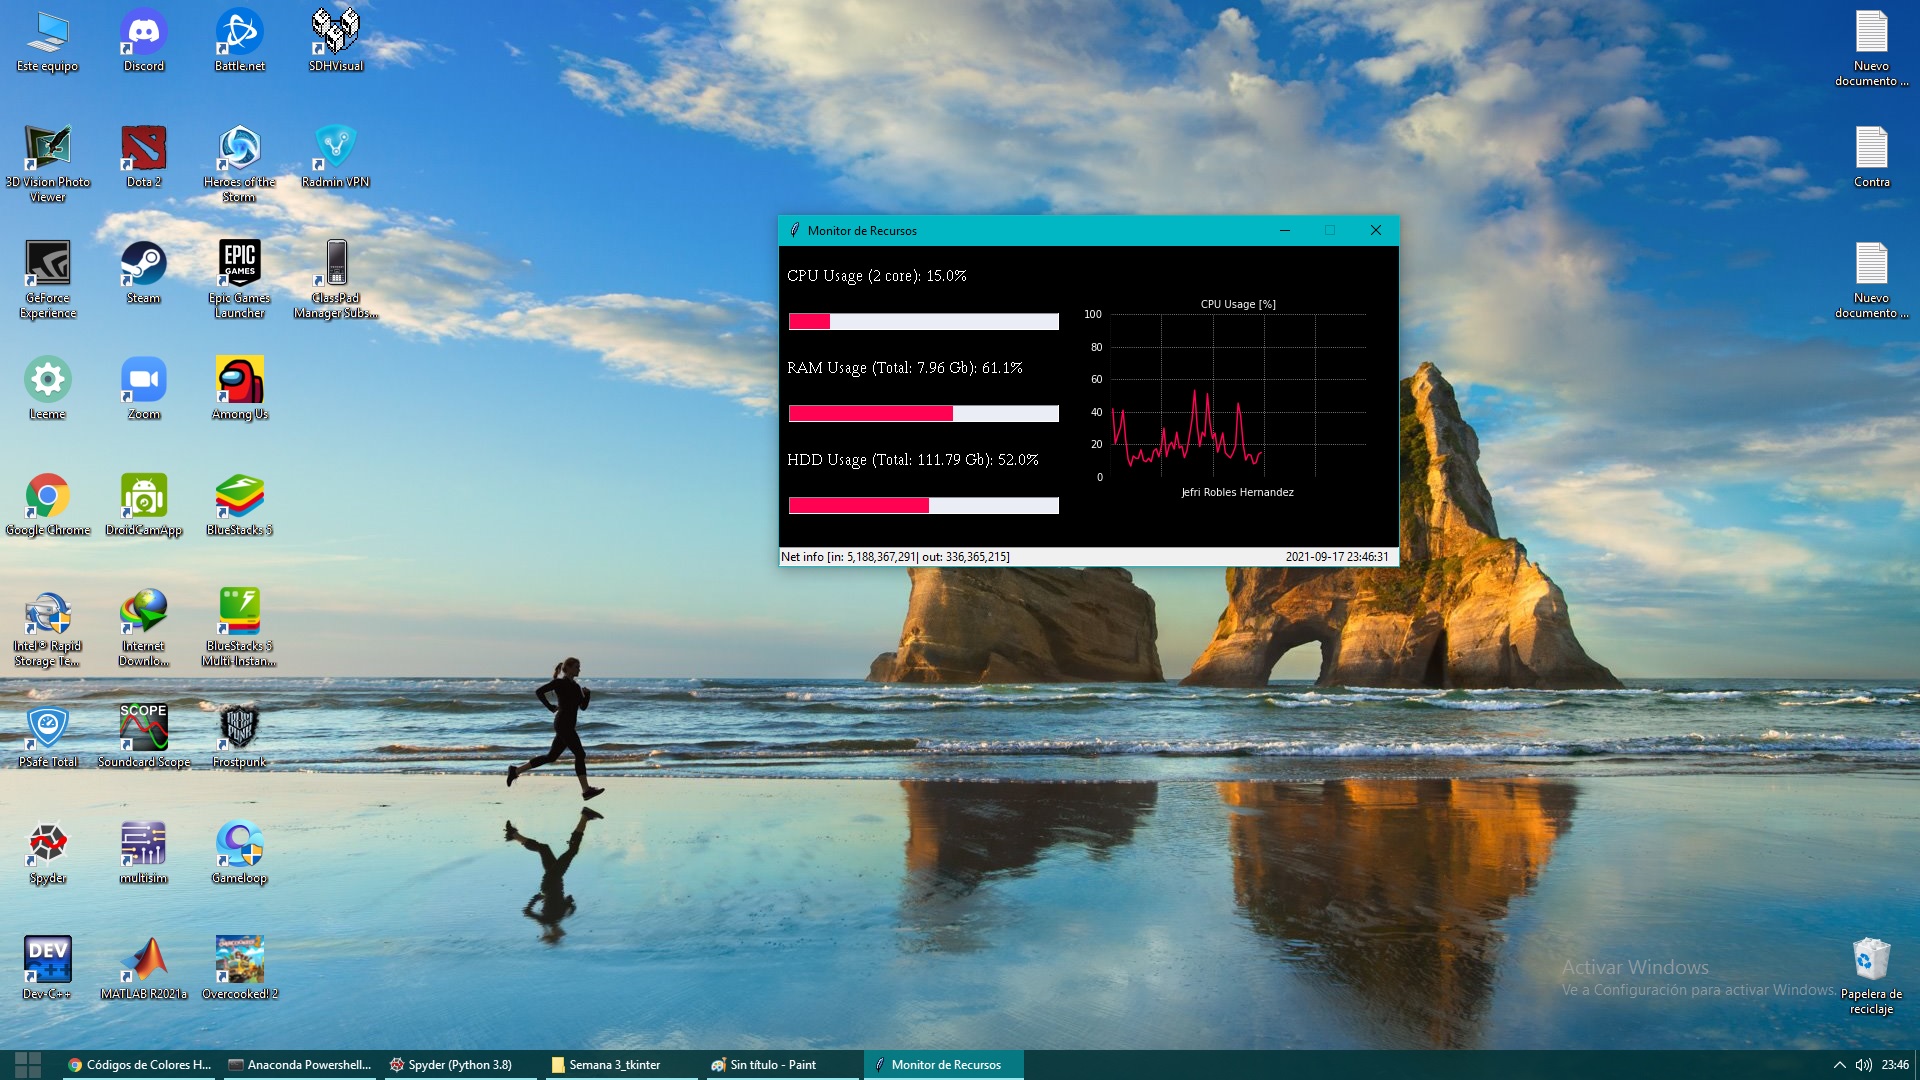 Este equipo
Discord
Battle.net
SDHVisual
3D Vision Photo
Viewer
Dota 2
Heroes of the
Storm
Radmin VPN
GeForce
Experience
Steam
EPIC
GAMES
Epic Games
Launcher
ClassPad
Manager Subs...
Leeme
Zoom
Among Us
Google Chrome
DroidCamApp
BlueStacks 5
Intel® Rapid
Storage Te...
Internet
Downlo...
BlueStacks 5
Multi-Instan...
PSafe Total
SCOPE
Soundcard Scope
Frostpunk
Spyder
multisim
Gameloop
DEV
C++
Dev-C++
MATLAB R2021a
Overcooked! 2
Monitor de Recursos
CPU Usage (2 core): 15.0%
RAM Usage (Total: 7.96 Gb): 61.1%
HDD Usage (Total: 111.79 Gb): 52.0%
CPU Usage [%]
100
80
60
40
20
0
Jefri Robles Hernandez
Net info [in: 5,188,367,291| out: 336,365,215]
2021-09-17 23:46:31
Nuevo
documento ...
Contra
Nuevo
documento ...
Activar Windows
Ve a Configuración para activar Windows.
Papelera de
reciclaje
Códigos de Colores H...
Anaconda Powershell...
Spyder (Python 3.8)
Semana 3_tkinter
Sin título - Paint
Monitor de Recursos
23:46